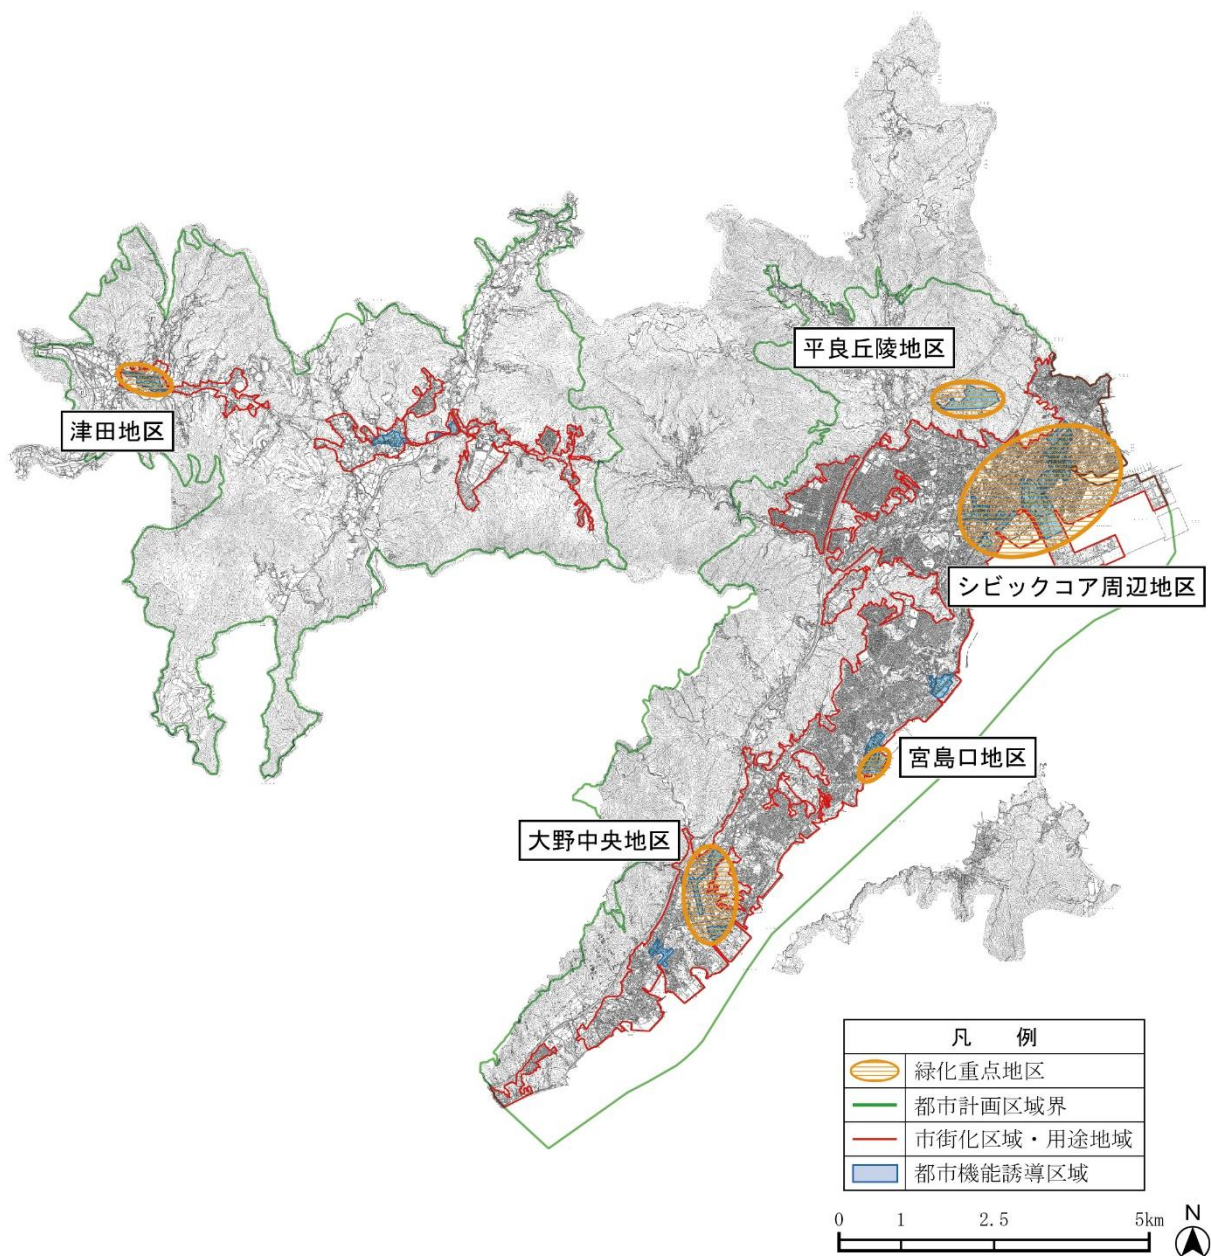 平良丘陵地区
津田地区
シビックコア周辺地区
宮島口地区
大野中央地区
凡　例
緑化重点地区
都市計画区域界
市街化区域・用途地域
都市機能誘導区域
0 1 2.5 5km
N